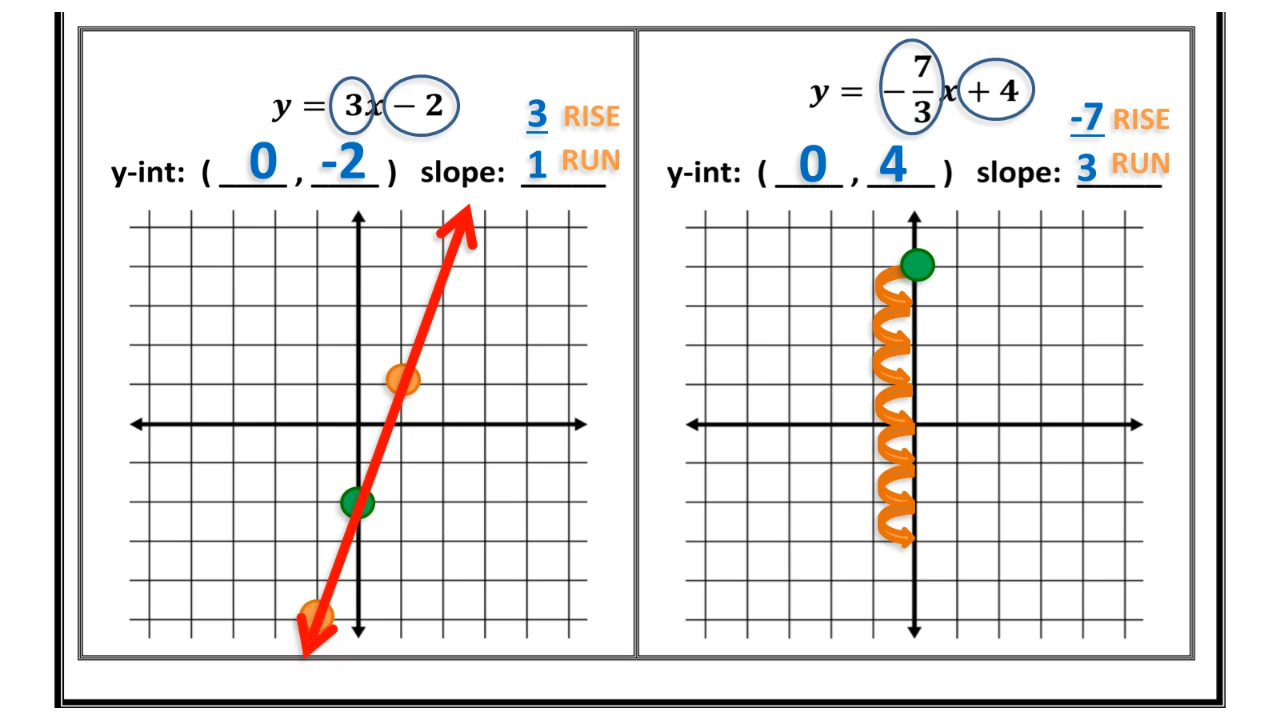 y = 3x − 2
3 RISE
y-int: ( 0 , -2 ) slope: 1 RUN
y = −7/3 x + 4
-7 RISE
y-int: ( 0 , 4 ) slope: 3 RUN